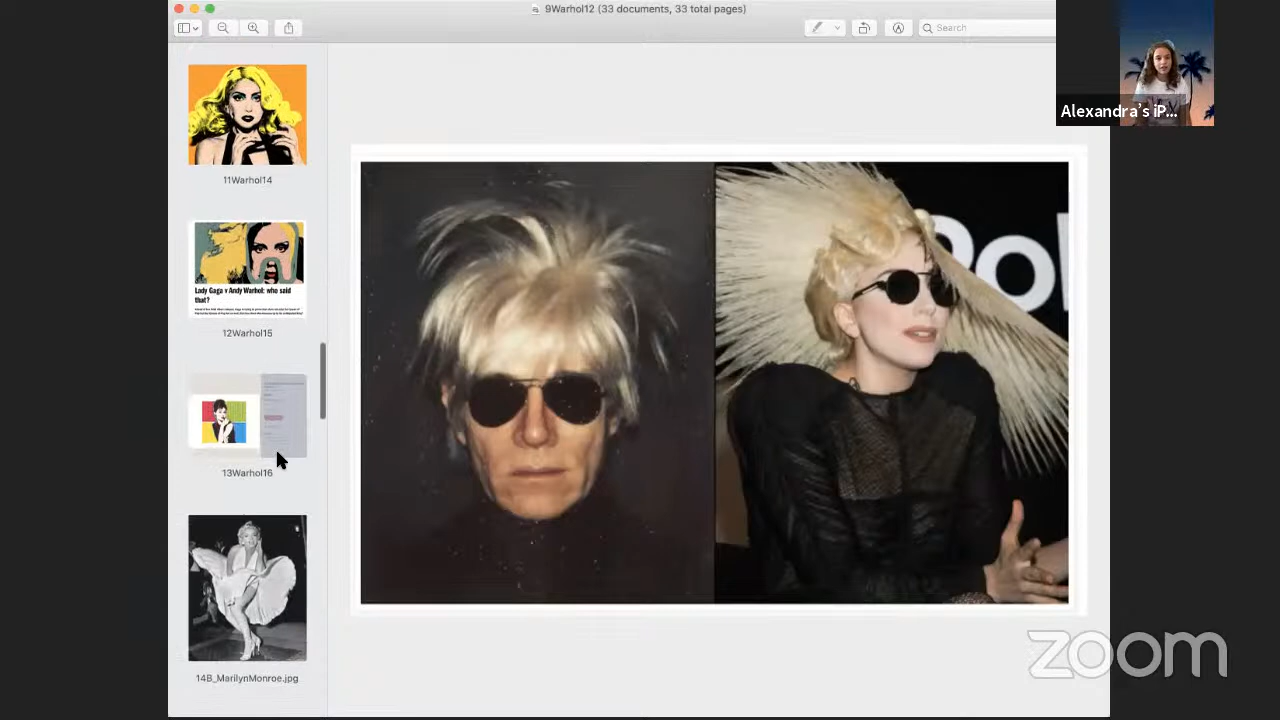 9Warhol12 (33 documents, 33 total pages)
Search
Alexandra's iP...
11Warhol14
Lady Gaga v Andy Warhol: who said
that?
12Warhol15
13Warhol16
14B_MarilynMonroe.jpg
Pol
zoom